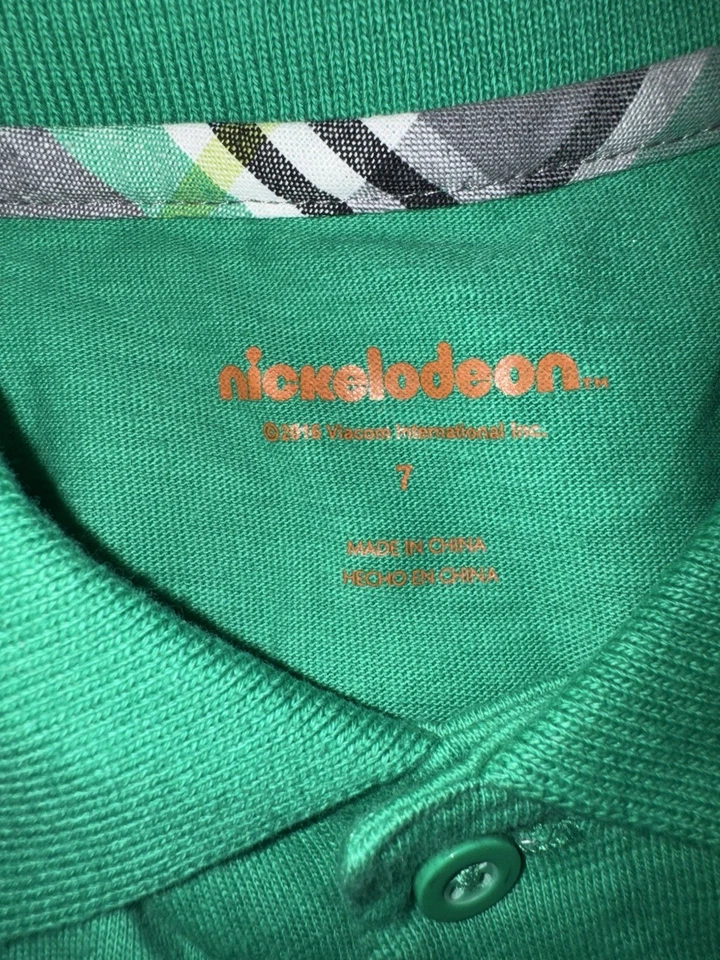 nickelodeon™
©2016 Viacom International Inc.
7
MADE IN CHINA
HECHO EN CHINA